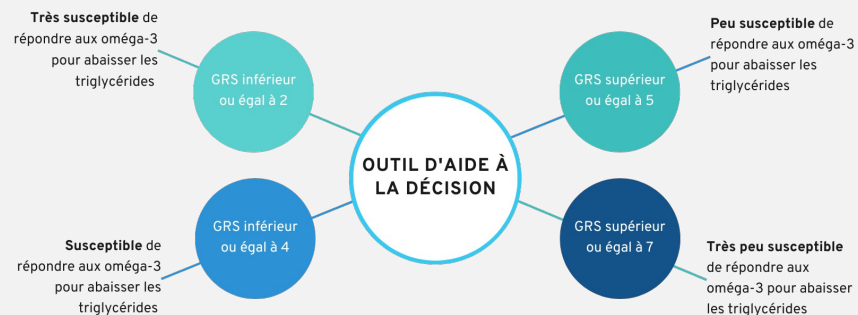 Très susceptible de
répondre aux oméga-3
pour abaisser les
triglycérides
GRS inférieur
ou égal à 2
GRS supérieur
ou égal à 5
Peu susceptible de
répondre aux oméga-3
pour abaisser les
triglycérides
OUTIL D'AIDE À
LA DÉCISION
Susceptible de
répondre aux oméga-3
pour abaisser les
triglycérides
GRS inférieur
ou égal à 4
GRS supérieur
ou égal à 7
Très peu susceptible
de répondre aux
oméga-3 pour abaisser
les triglycérides